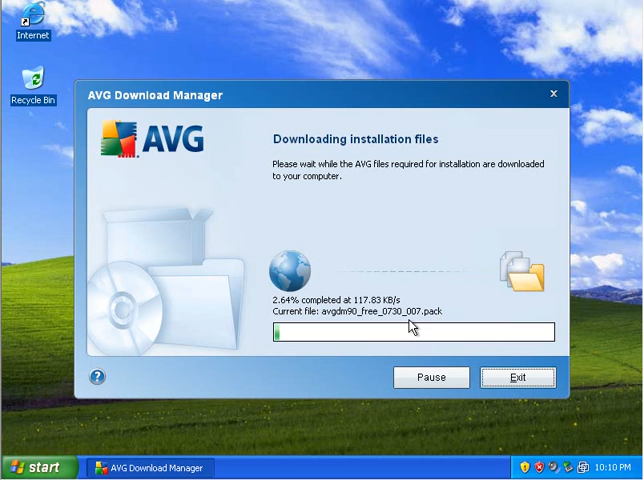 Internet
Recycle Bin
AVG Download Manager
x
AVG
Downloading installation files
Please wait while the AVG files required for installation are downloaded
to your computer.
2.64% completed at 117.83 KB/s
Current file: avgdm90_free_0730_007.pack
?
Pause
Exit
start
AVG Download Manager
10:10 PM